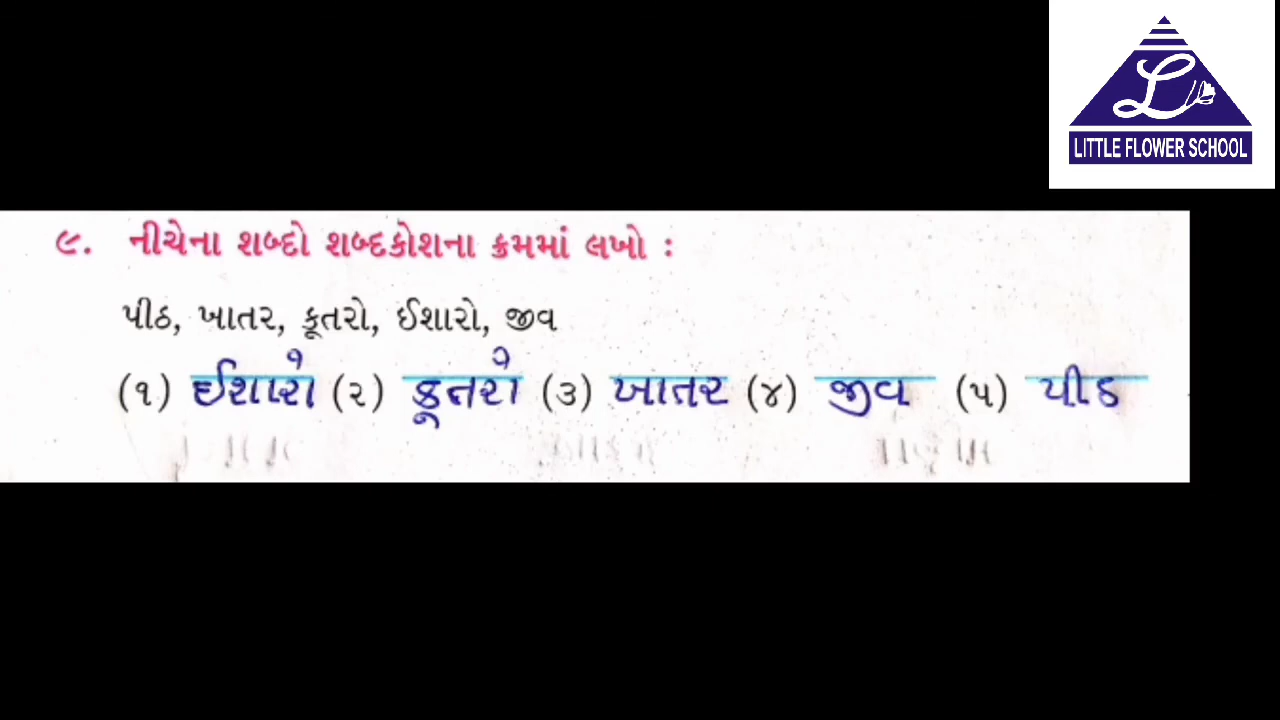 LITTLE FLOWER SCHOOL
૯. નીચેના શબ્દો શબ્દકોશના ક્રમમાં લખો :
પીઠ, ખાતર, કૂતરો, ઈશારો, જીવ
(૧) ઈશારો (૨) કૂતરો (૩) ખાતર (૪) જીવ (૫) પીઠ